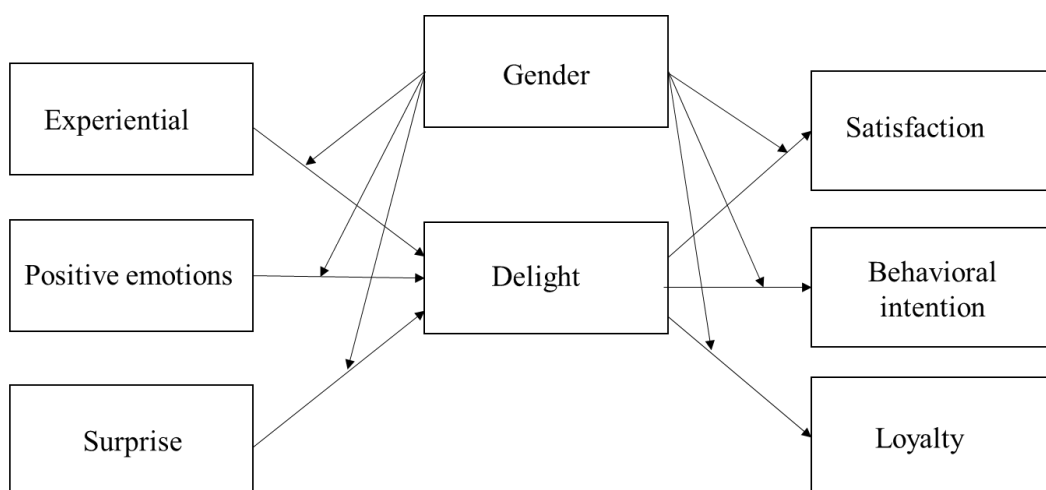 Gender
Experiential
Satisfaction
Positive emotions
Delight
Behavioral
intention
Surprise
Loyalty